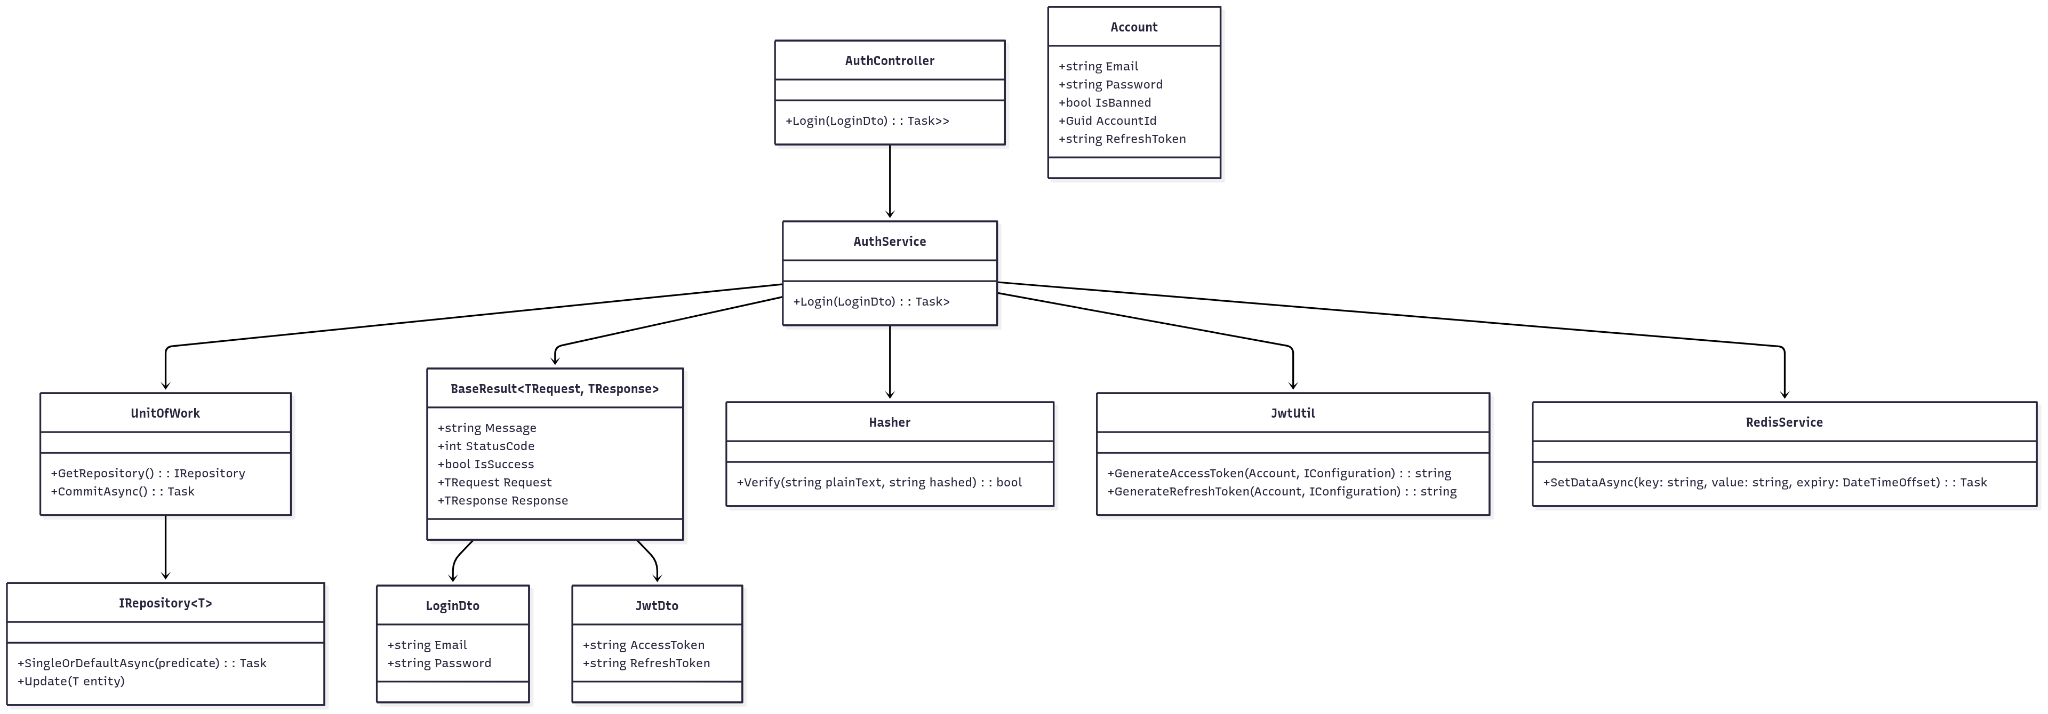 Account
+string Email
+string Password
+bool IsBanned
+Guid AccountId
+string RefreshToken
AuthController
+Login(LoginDto) : : Task>>
AuthService
+Login(LoginDto) : : Task>
UnitOfWork
+GetRepository() : : IRepository
+CommitAsync() : : Task
BaseResult<TRequest, TResponse>
+string Message
+int StatusCode
+bool IsSuccess
+TRequest Request
+TResponse Response
Hasher
+Verify(string plainText, string hashed) : : bool
JwtUtil
+GenerateAccessToken(Account, IConfiguration) : : string
+GenerateRefreshToken(Account, IConfiguration) : : string
RedisService
+SetDataAsync(key: string, value: string, expiry: DateTimeOffset) : : Task
IRepository<T>
+SingleOrDefaultAsync(predicate) : : Task
+Update(T entity)
LoginDto
+string Email
+string Password
JwtDto
+string AccessToken
+string RefreshToken